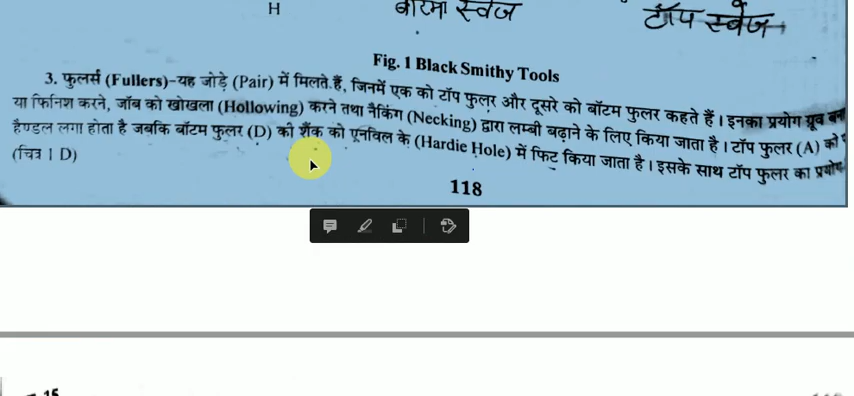 H
बॉटम स्वेज
टॉप स्वेज
Fig. 1 Black Smithy Tools
3. फुलर्स (Fullers)-यह जोड़े (Pair) में मिलते हैं, जिनमें एक को टॉप फुलर और दूसरे को बॉटम फुलर कहते हैं। इनका प्रयोग ग्रूव
या फिनिश करने, जॉब को खोखला (Hollowing) करने तथा नैकिंग (Necking) द्वारा लम्बी बढ़ाने के लिए किया जाता है। टॉप फुलर (A) को
हैण्डल लगा होता है जबकि बॉटम फुलर (D) की शैंक को एनविल के (Hardie Hole) में फिट किया जाता है। इसके साथ टॉप फुलर का प्रयोग
(चित्र 1 D)
118